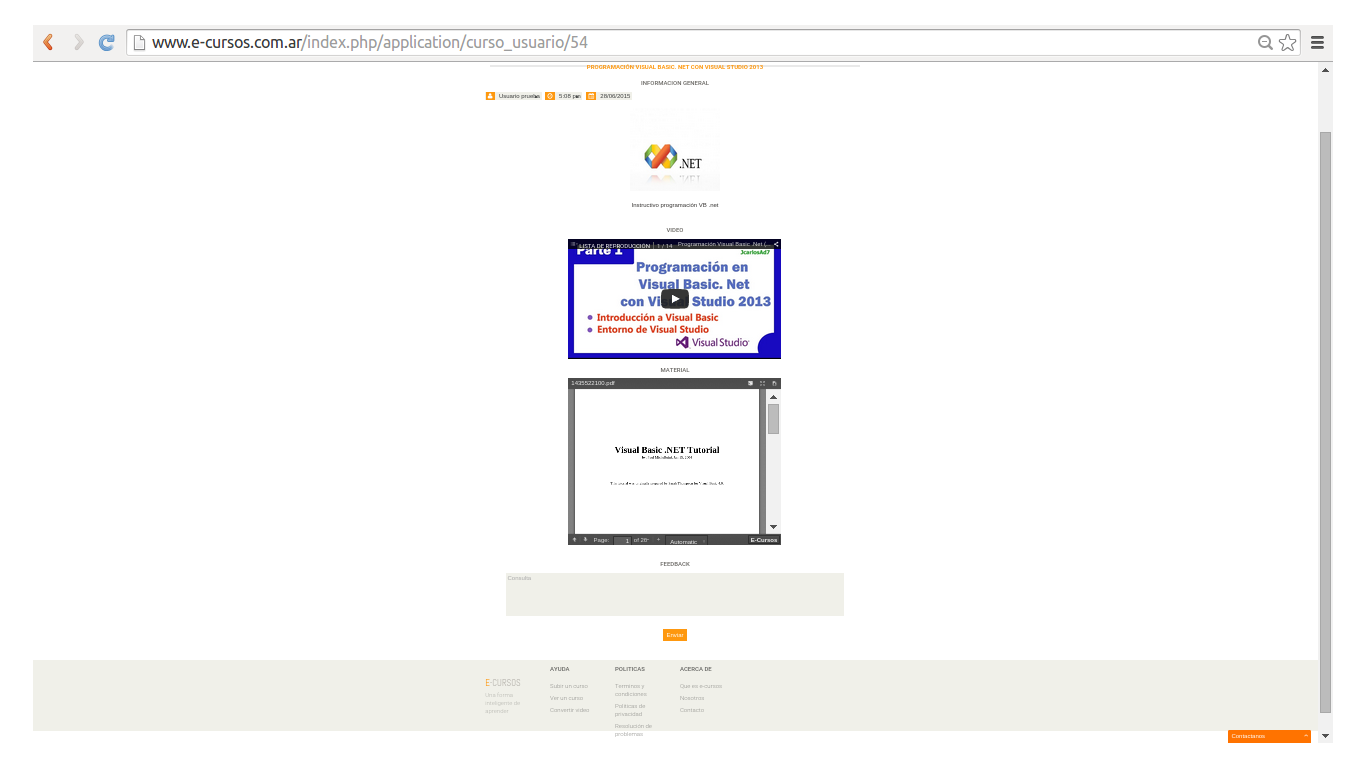 www.e-cursos.com.ar/index.php/application/curso_usuario/54
PROGRAMACIÓN VISUAL BASIC. NET CON VISUAL STUDIO 2013
INFORMACION GENERAL
Usuario prueba 5:08 pm 28/06/2015
.NET
Instructivo programación VB .net
VIDEO
LISTA DE REPRODUCCIÓN 1 / 14 Programación Visual Basic .Net (...
Parte 1
JcarlosAd7
Programación en
Visual Basic. Net
con Visual Studio 2013
• Introducción a Visual Basic
• Entorno de Visual Studio
Visual Studio
MATERIAL
1435522100.pdf
Visual Basic .NET Tutorial
Page: 1 of 26 - + Automatic E-Cursos
FEEDBACK
Consulta
Enviar
E-CURSOS
Una forma
inteligente de
aprender
AYUDA
Subir un curso
Ver un curso
Convertir video
POLITICAS
Terminos y
condiciones
Politicas de
privacidad
Resolución de
problemas
ACERCA DE
Que es e-cursos
Nosotros
Contacto
Contactanos